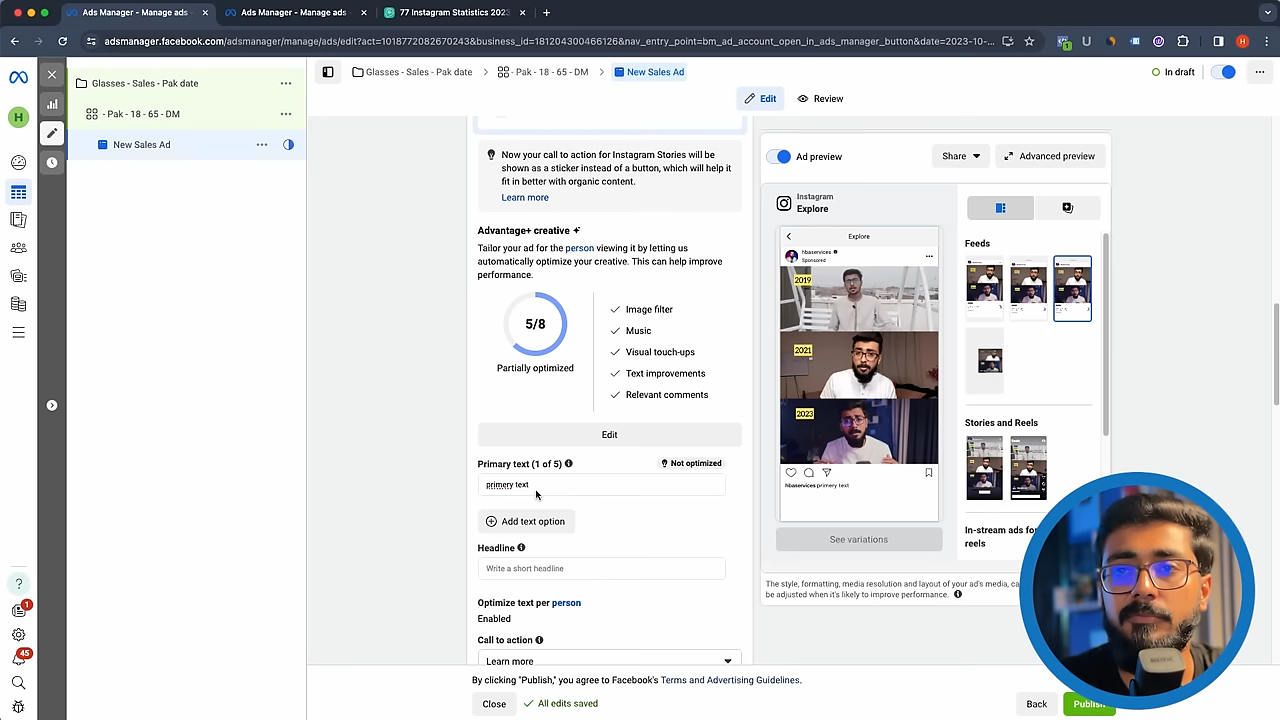 Ads Manager - Manage ads -
Ads Manager - Manage ads -
77 Instagram Statistics 2023
adsmanager.facebook.com/adsmanager/manage/ads/edit?act=1018772082670243&business_id=181204300466126&nav_entry_point=bm_ad_account_open_in_ads_manager_button&date=2023-10-...
1
U
H
H
Glasses - Sales - Pak date
- Pak - 18 - 65 - DM
New Sales Ad
Glasses - Sales - Pak date
- Pak - 18 - 65 - DM
New Sales Ad
In draft
Edit
Review
Now your call to action for Instagram Stories will be
shown as a sticker instead of a button, which will help it
fit in better with organic content.
Learn more
Advantage+ creative
Tailor your ad for the person viewing it by letting us
automatically optimize your creative. This can help improve
performance.
5/8
Partially optimized
Image filter
Music
Visual touch-ups
Text improvements
Relevant comments
Edit
Primary text (1 of 5)
Not optimized
primery text
Add text option
Headline
Write a short headline
Optimize text per person
Enabled
Call to action
Learn more
Ad preview
Share
Advanced preview
Instagram
Explore
Explore
hbaservices
Sponsored
2019
2021
2023
hbaservices primery text
See variations
Feeds
Stories and Reels
In-stream ads for
reels
The style, formatting, media resolution and layout of your ad's media, ca
be adjusted when it's likely to improve performance.
By clicking "Publish," you agree to Facebook's Terms and Advertising Guidelines.
Close
All edits saved
Back
Publish
?
1
45